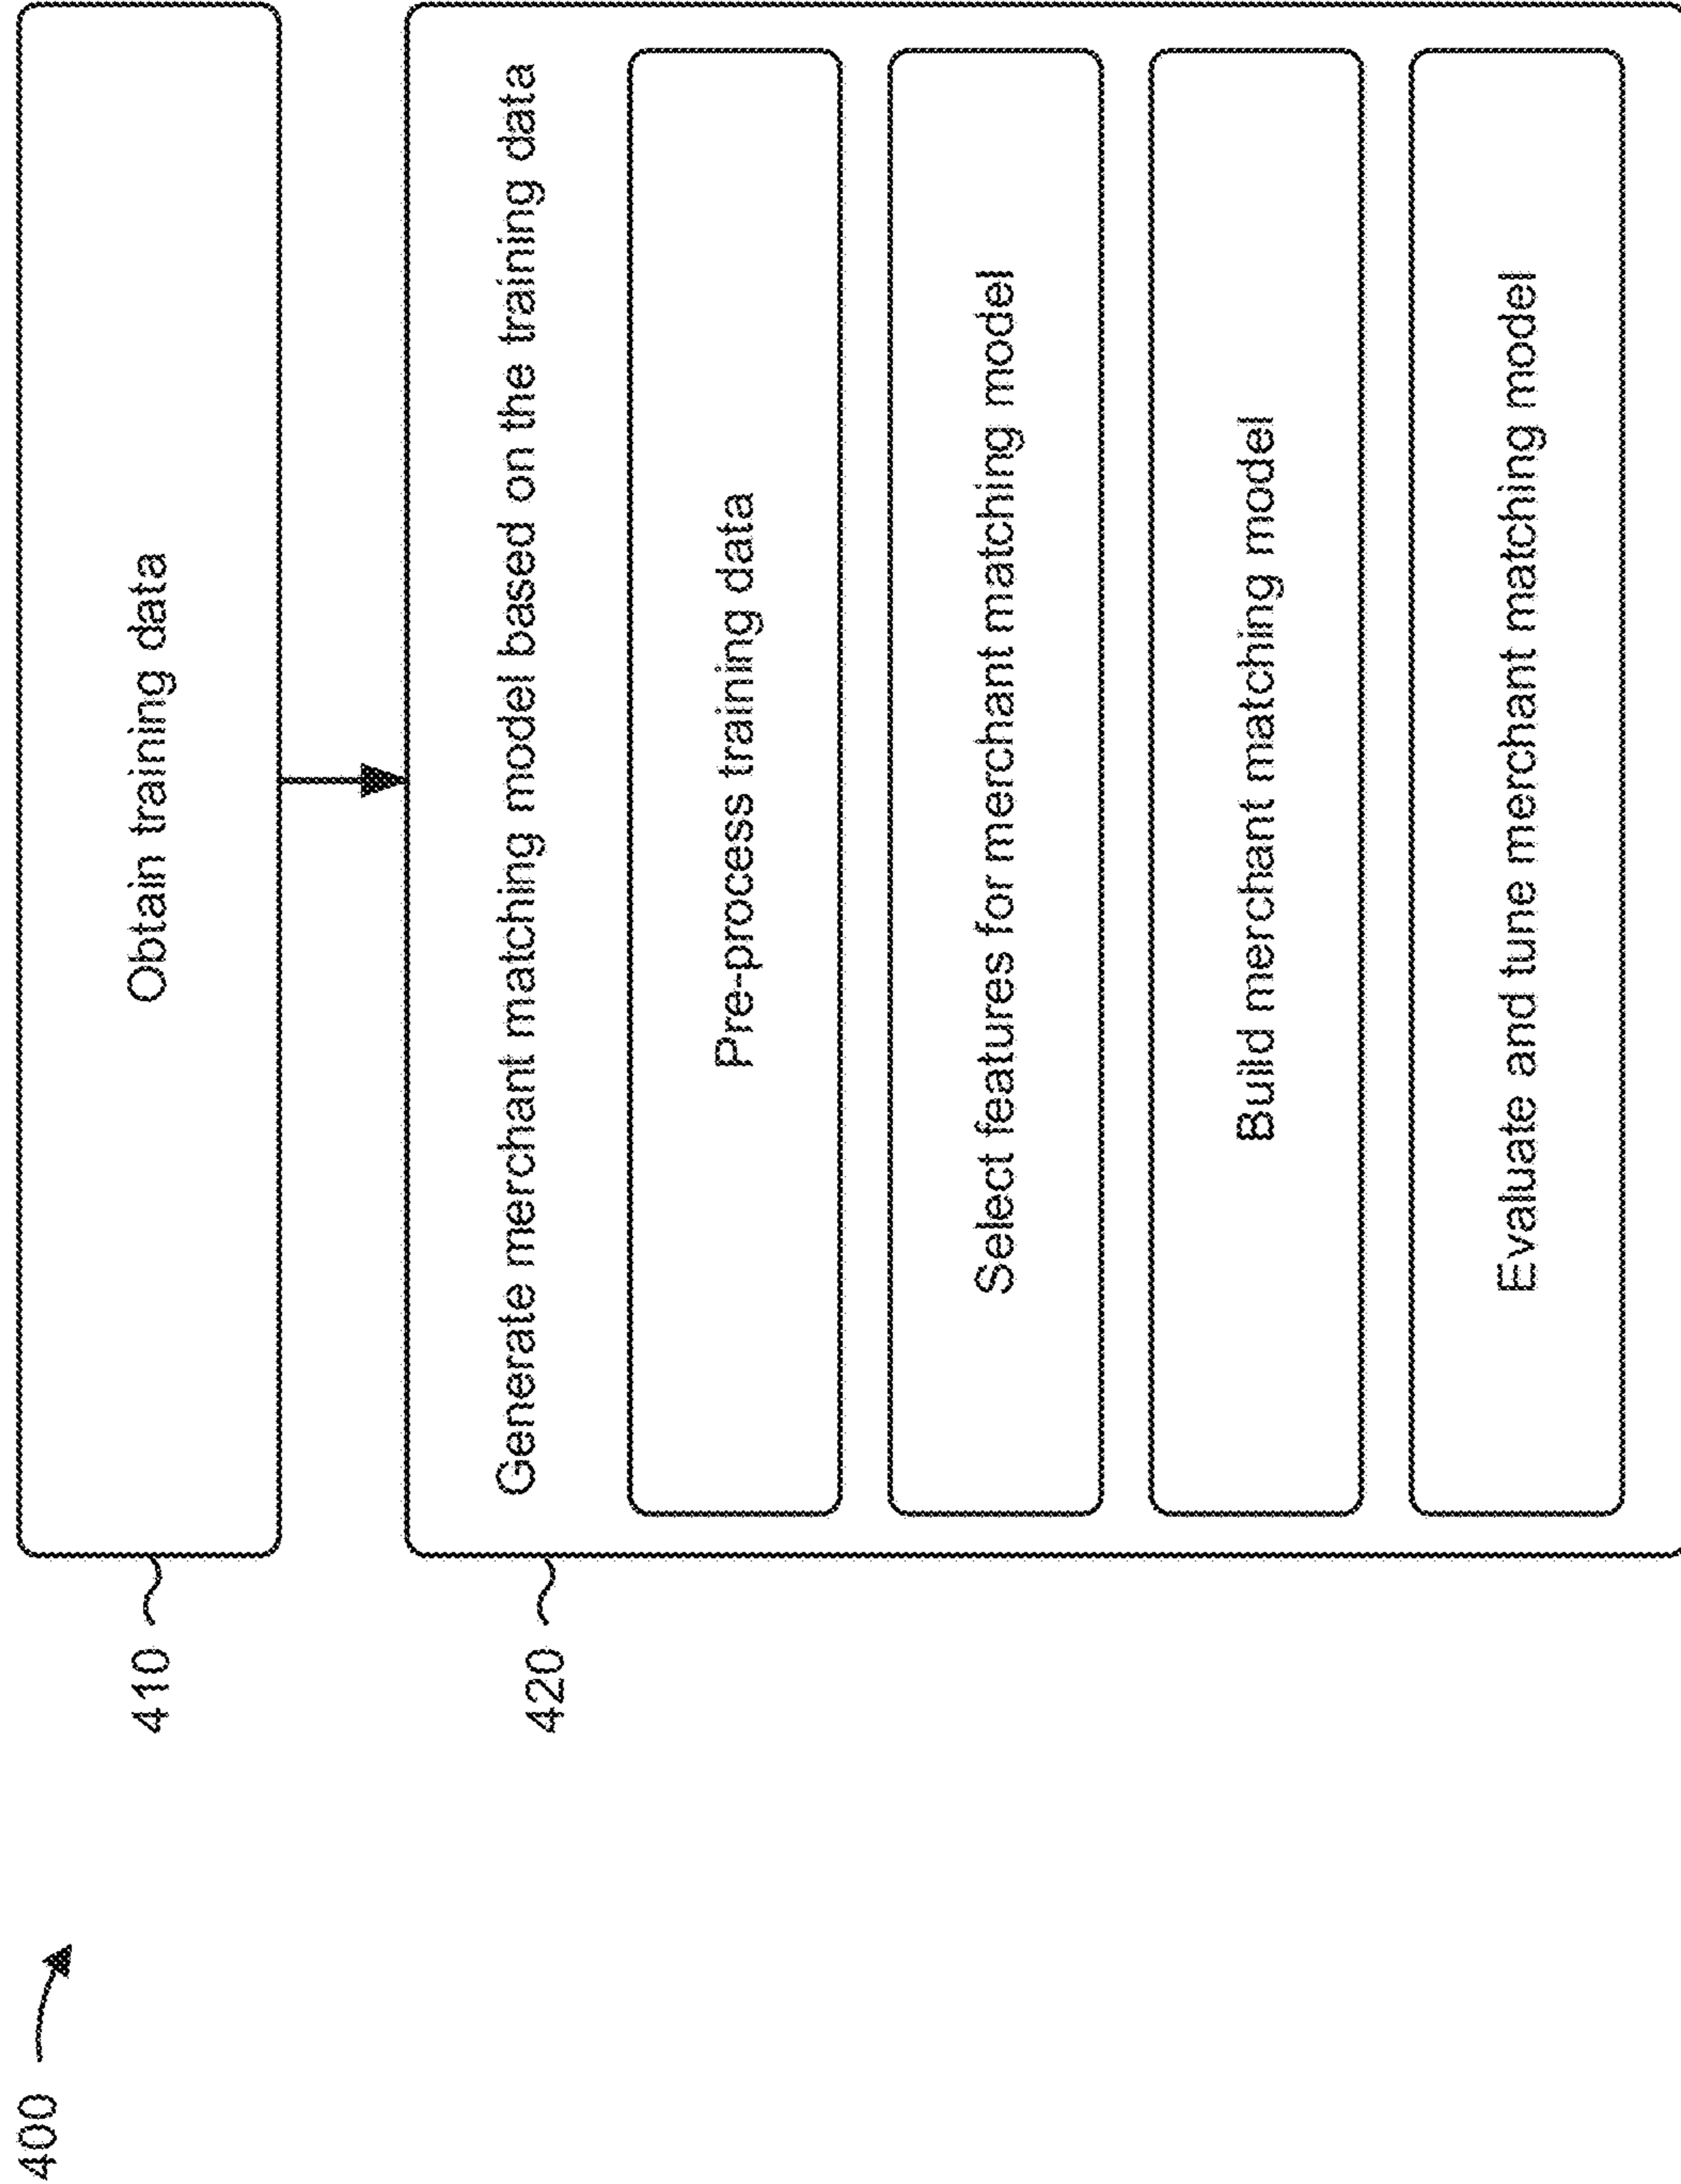 400
410
Obtain training data
420
Generate merchant matching model based on the training data
Pre-process training data
Select features for merchant matching model
Build merchant matching model
Evaluate and tune merchant matching model